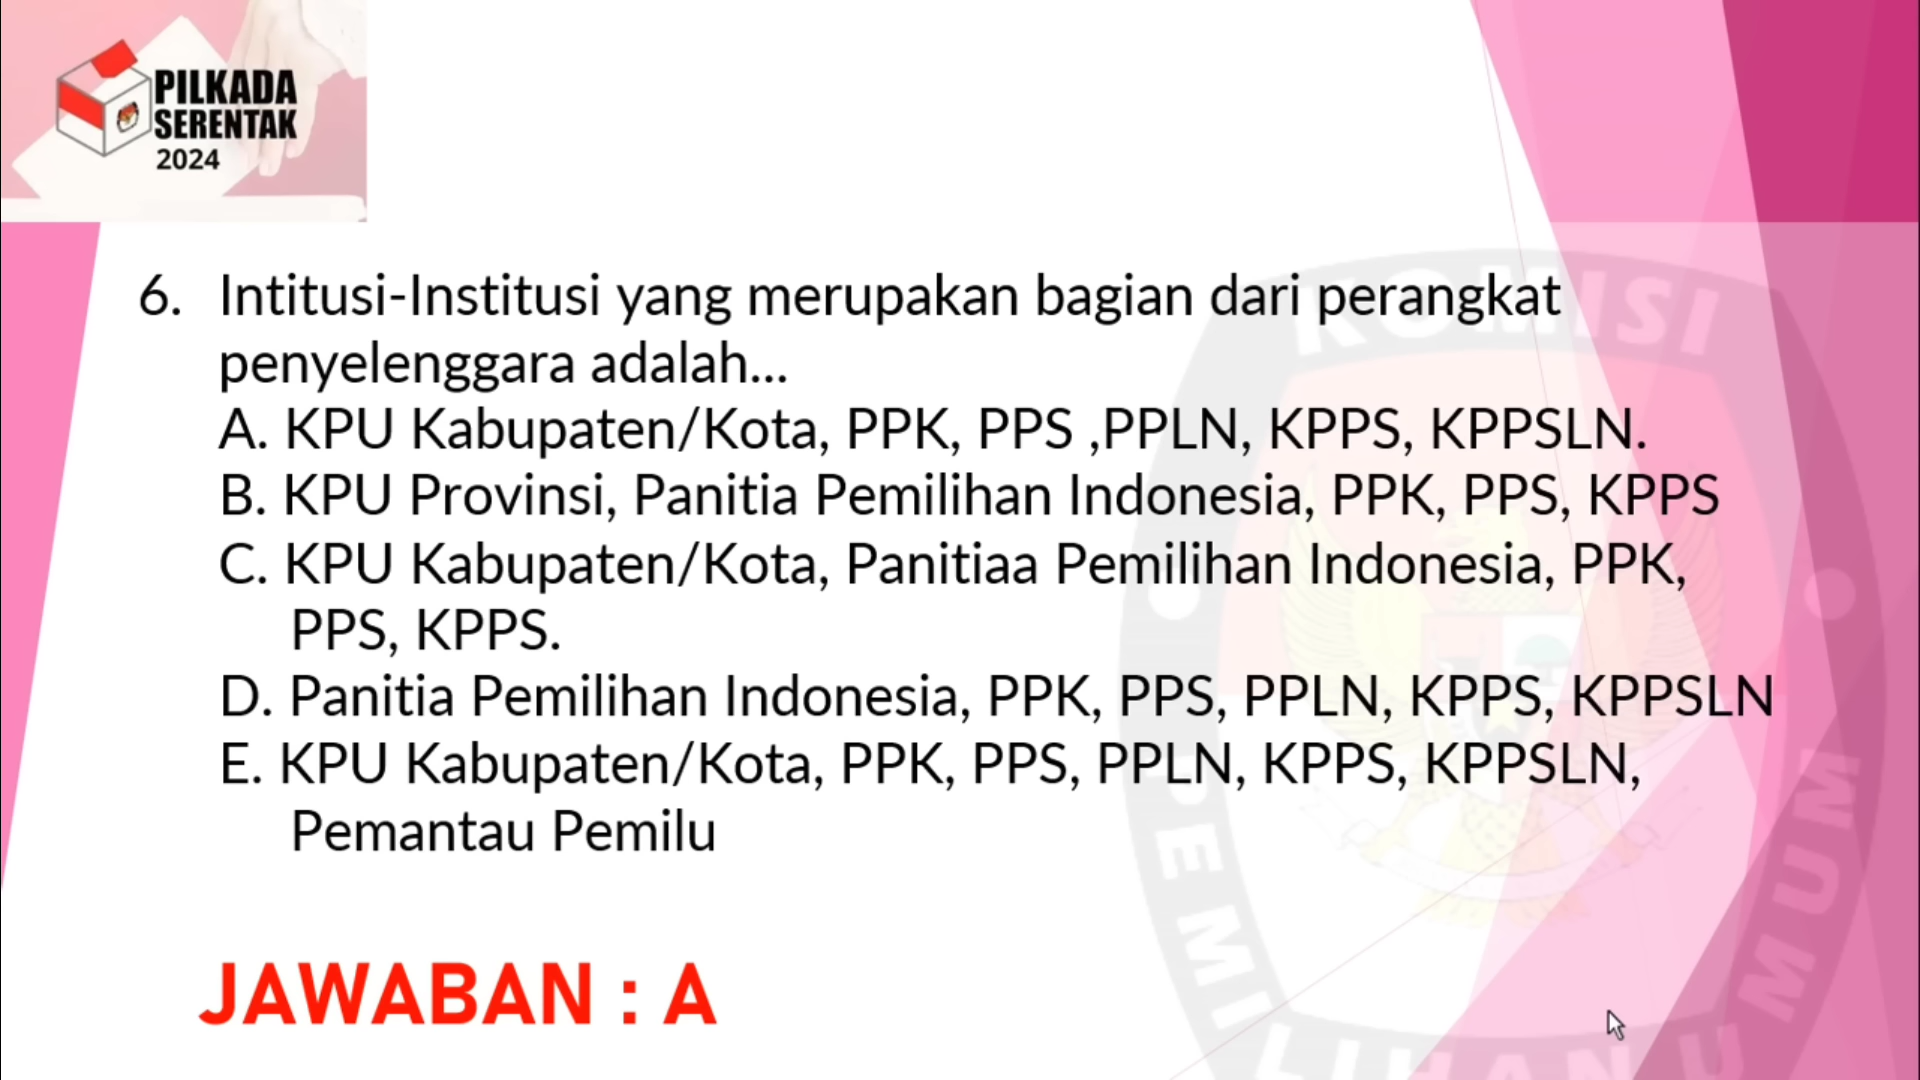 PILKADA
SERENTAK
2024
6. Intitusi-Institusi yang merupakan bagian dari perangkat
penyelenggara adalah...
A. KPU Kabupaten/Kota, PPK, PPS ,PPLN, KPPS, KPPSLN.
B. KPU Provinsi, Panitia Pemilihan Indonesia, PPK, PPS, KPPS
C. KPU Kabupaten/Kota, Panitiaa Pemilihan Indonesia, PPK,
PPS, KPPS.
D. Panitia Pemilihan Indonesia, PPK, PPS, PPLN, KPPS, KPPSLN
E. KPU Kabupaten/Kota, PPK, PPS, PPLN, KPPS, KPPSLN,
Pemantau Pemilu
JAWABAN : A
KOMISI
PEMILIHAN UMUM